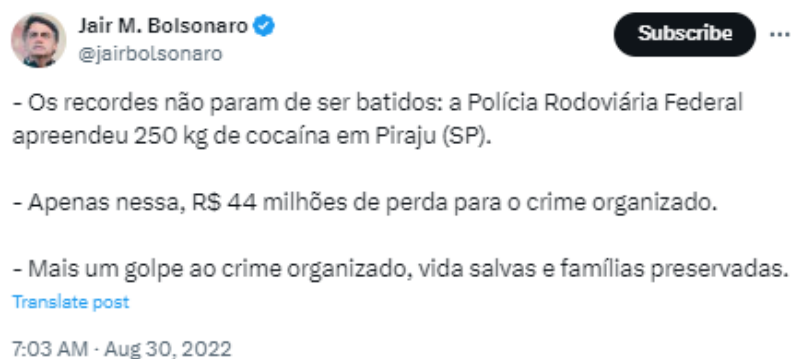 Jair M. Bolsonaro
Subscribe
@jairbolsonaro
- Os recordes não param de ser batidos: a Polícia Rodoviária Federal
apreendeu 250 kg de cocaína em Piraju (SP).
- Apenas nessa, R$ 44 milhões de perda para o crime organizado.
- Mais um golpe ao crime organizado, vida salvas e famílias preservadas.
Translate post
7:03 AM · Aug 30, 2022